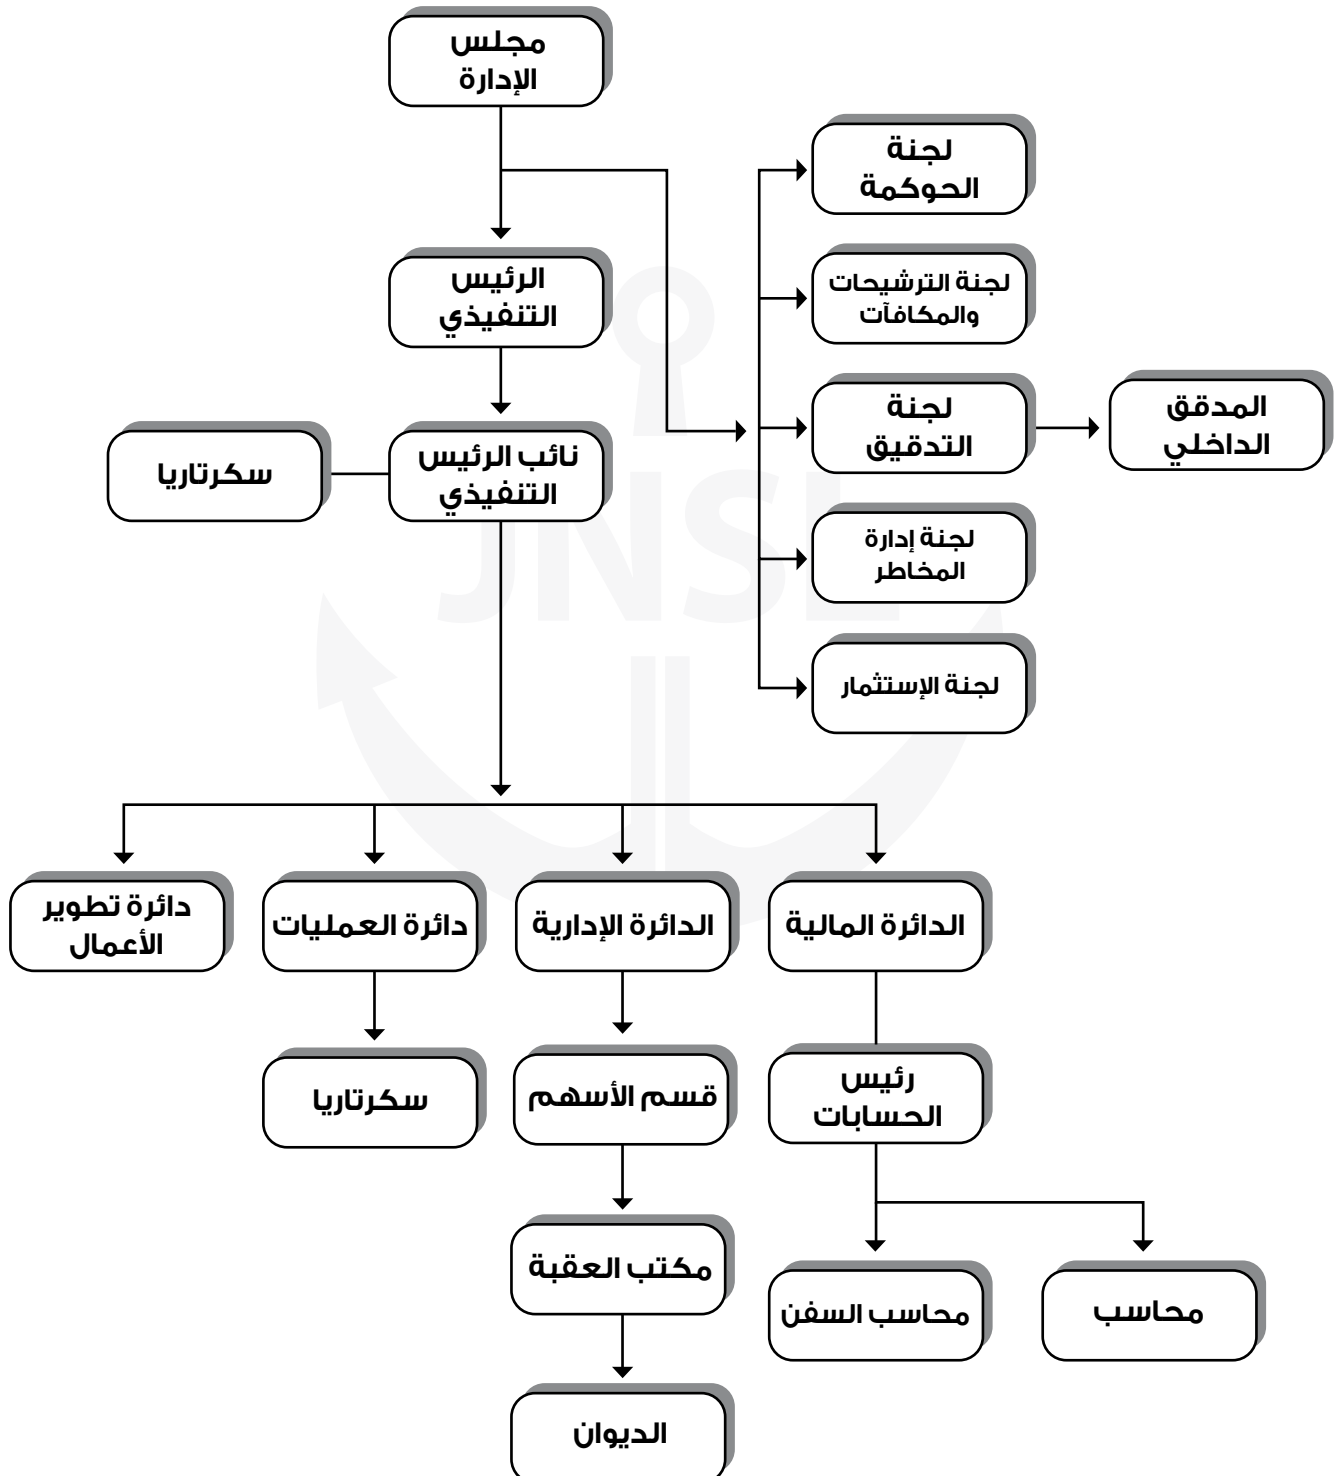 مجلس
الإدارة
لجنة
الحوكمة
الرئيس
التنفيذي
لجنة الترشيحات
والمكافآت
لجنة
التدقيق
المدقق
الداخلي
نائب الرئيس
التنفيذي
سكرتاريا
JNSL
لجنة إدارة
المخاطر
لجنة الإستثمار
الدائرة المالية
الدائرة الإدارية
دائرة العمليات
دائرة تطوير
الأعمال
رئيس
الحسابات
قسم الأسهم
سكرتاريا
مكتب العقبة
محاسب
محاسب السفن
الديوان